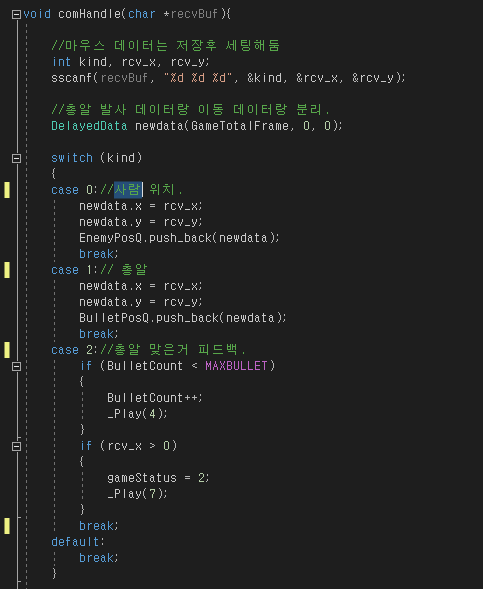 void comHandle(char *recvBuf){
//마우스 데이터는 저장후 세팅해둠
int kind, rcv_x, rcv_y;
sscanf(recvBuf, "%d %d %d", &kind, &rcv_x, &rcv_y);
//총알 발사 데이터랑 이동 데이터랑 분리.
DelayedData newdata(GameTotalFrame, 0, 0);
switch (kind)
{
case 0://사람 위치.
newdata.x = rcv_x;
newdata.y = rcv_y;
EnemyPosQ.push_back(newdata);
break;
case 1:// 총알
newdata.x = rcv_x;
newdata.y = rcv_y;
BulletPosQ.push_back(newdata);
break;
case 2://총알 맞은거 피드백.
if (BulletCount < MAXBULLET)
{
BulletCount++;
_Play(4);
}
if (rcv_x > 0)
{
gameStatus = 2;
_Play(7);
}
break;
default:
break;
}